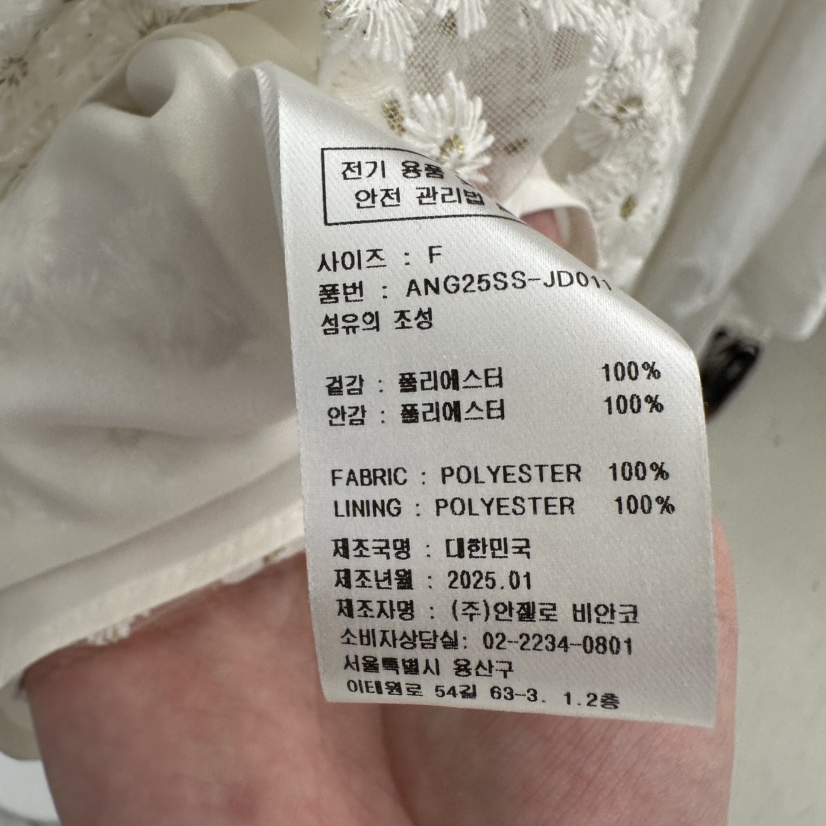 전기 용품
안전 관리법
사이즈 : F
품번 : ANG25SS-JD011
섬유의 조성
겉감 : 폴리에스터 100%
안감 : 폴리에스터 100%
FABRIC : POLYESTER 100%
LINING : POLYESTER 100%
제조국명 : 대한민국
제조년월 : 2025.01
제조자명 : (주)안젤로 비안코
소비자상담실: 02-2234-0801
서울특별시 용산구
이태원로 54길 63-3. 1.2층